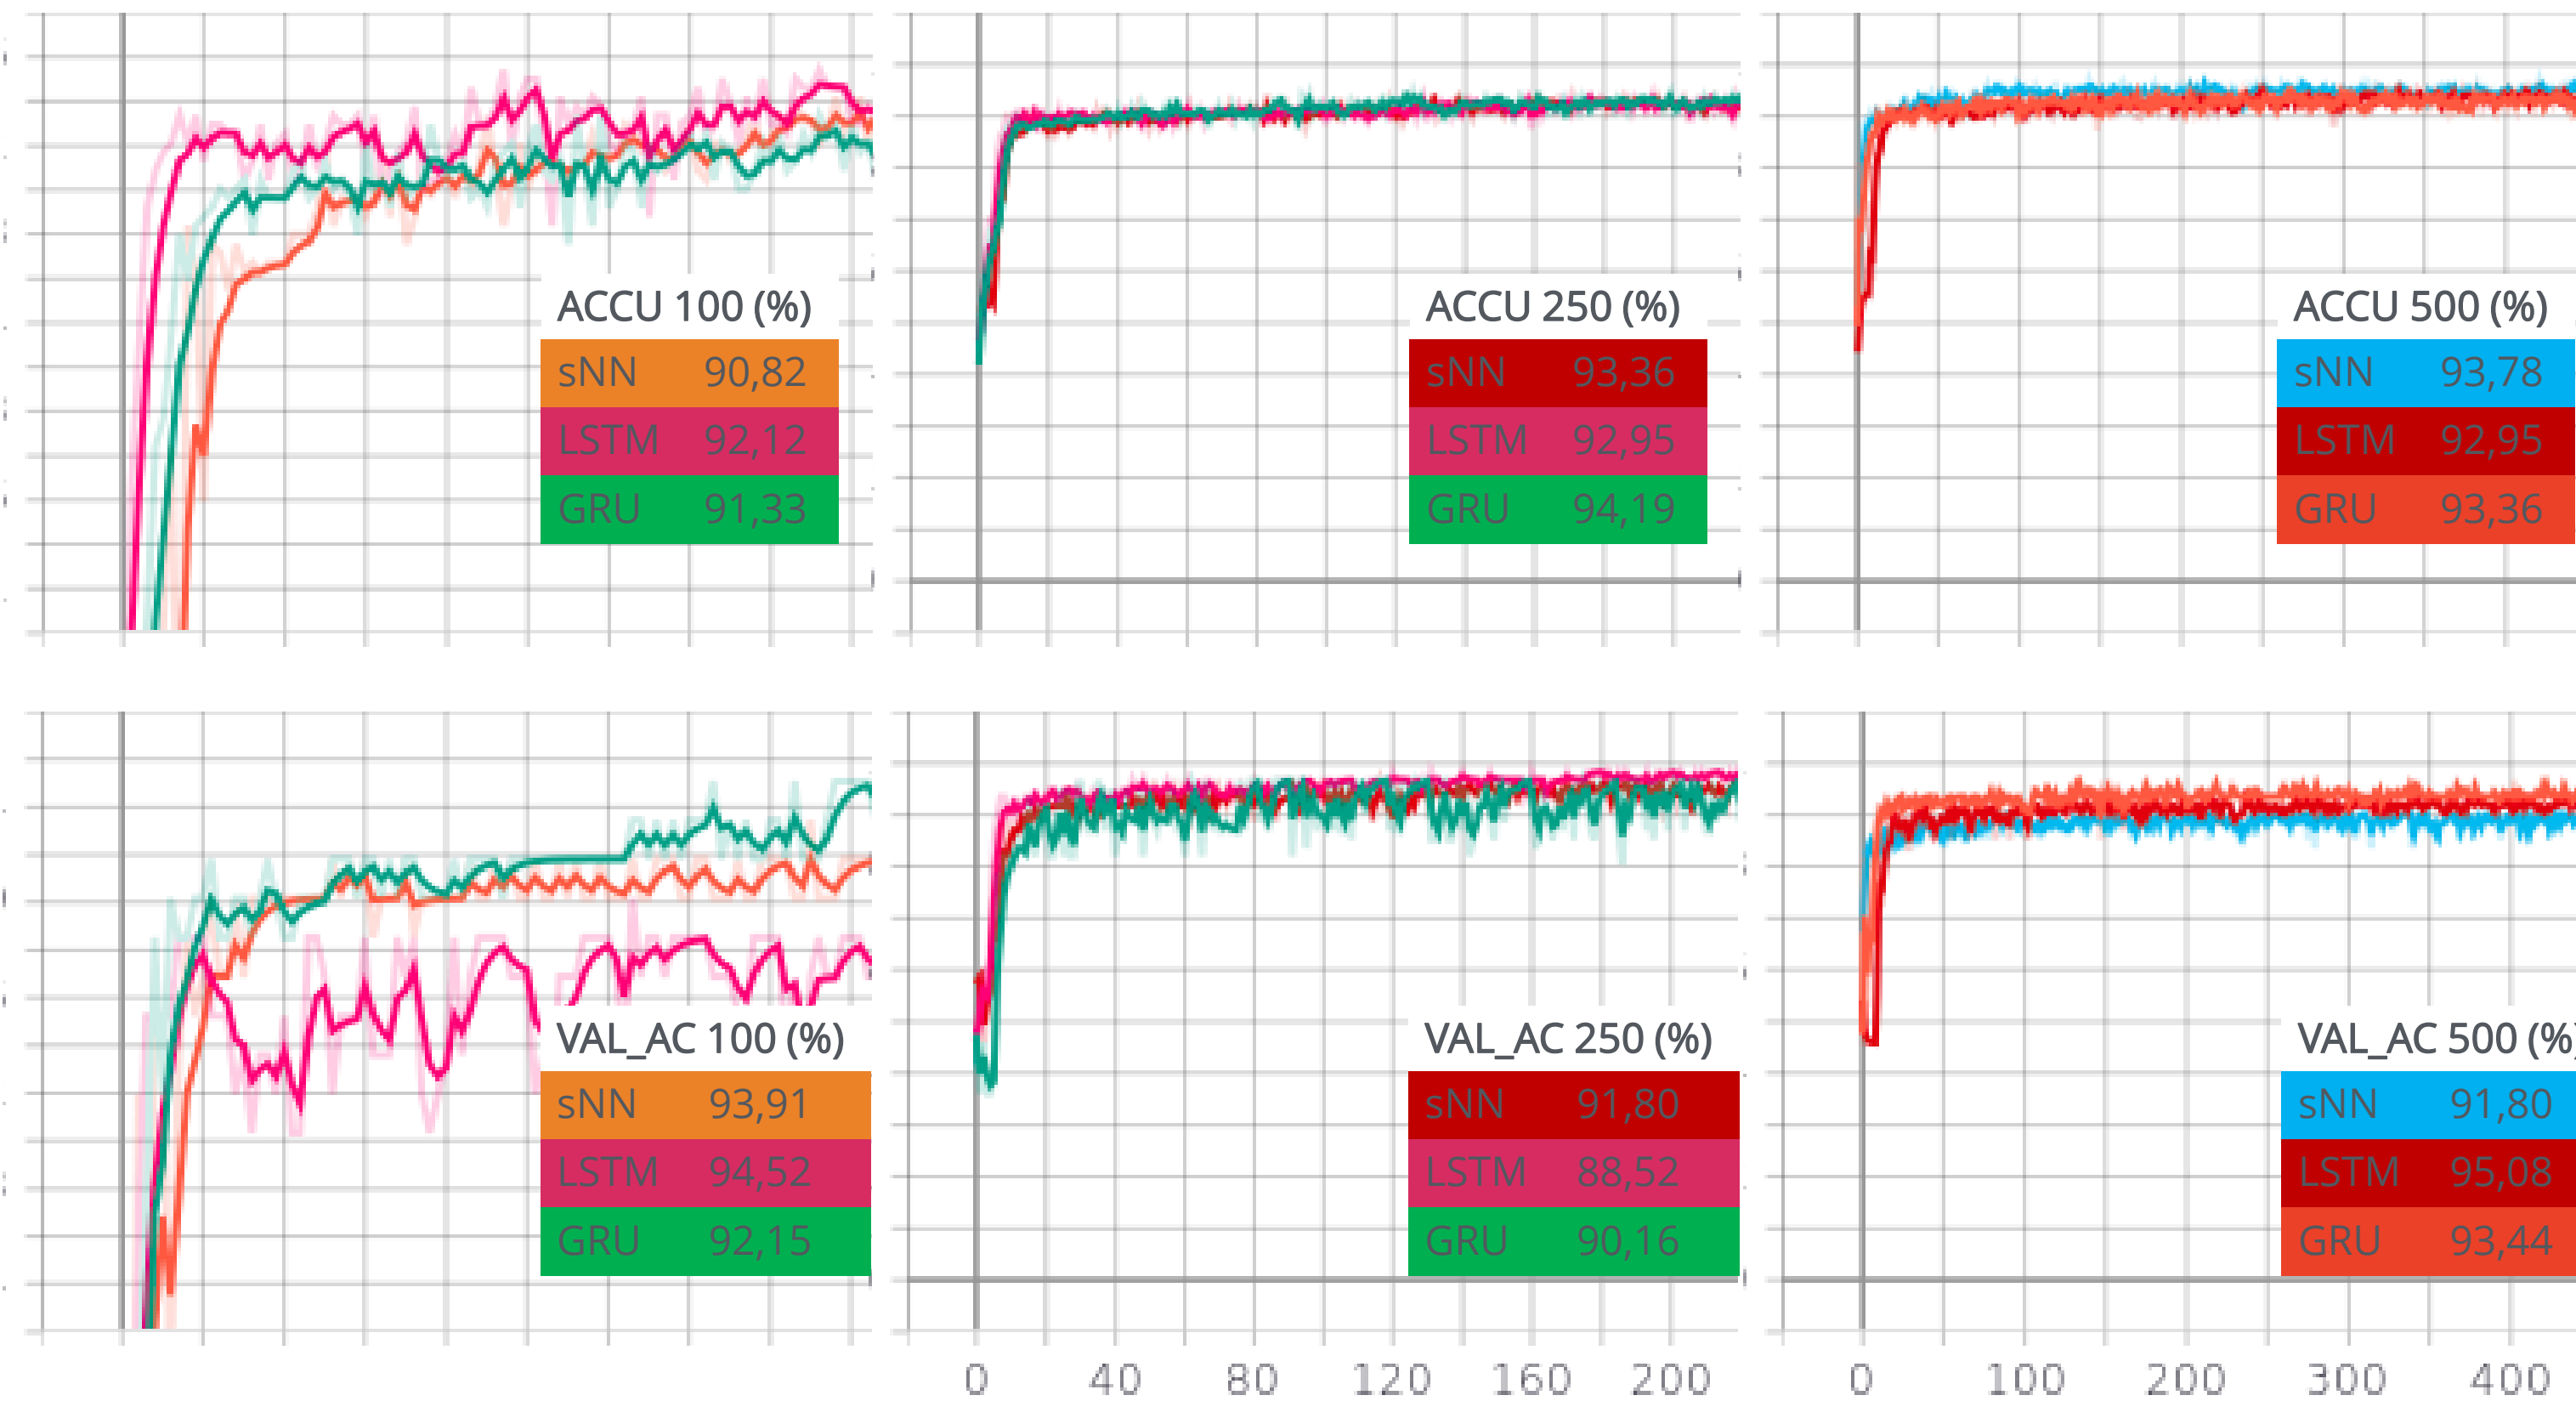 ACCU 100 (%)
sNN 90,82
LSTM 92,12
GRU 91,33
ACCU 250 (%)
sNN 93,36
LSTM 92,95
GRU 94,19
ACCU 500 (%)
sNN 93,78
LSTM 92,95
GRU 93,36
VAL_AC 100 (%)
sNN 93,91
LSTM 94,52
GRU 92,15
VAL_AC 250 (%)
sNN 91,80
LSTM 88,52
GRU 90,16
VAL_AC 500 (%)
sNN 91,80
LSTM 95,08
GRU 93,44
0 40 80 120 160 200
0 100 200 300 400